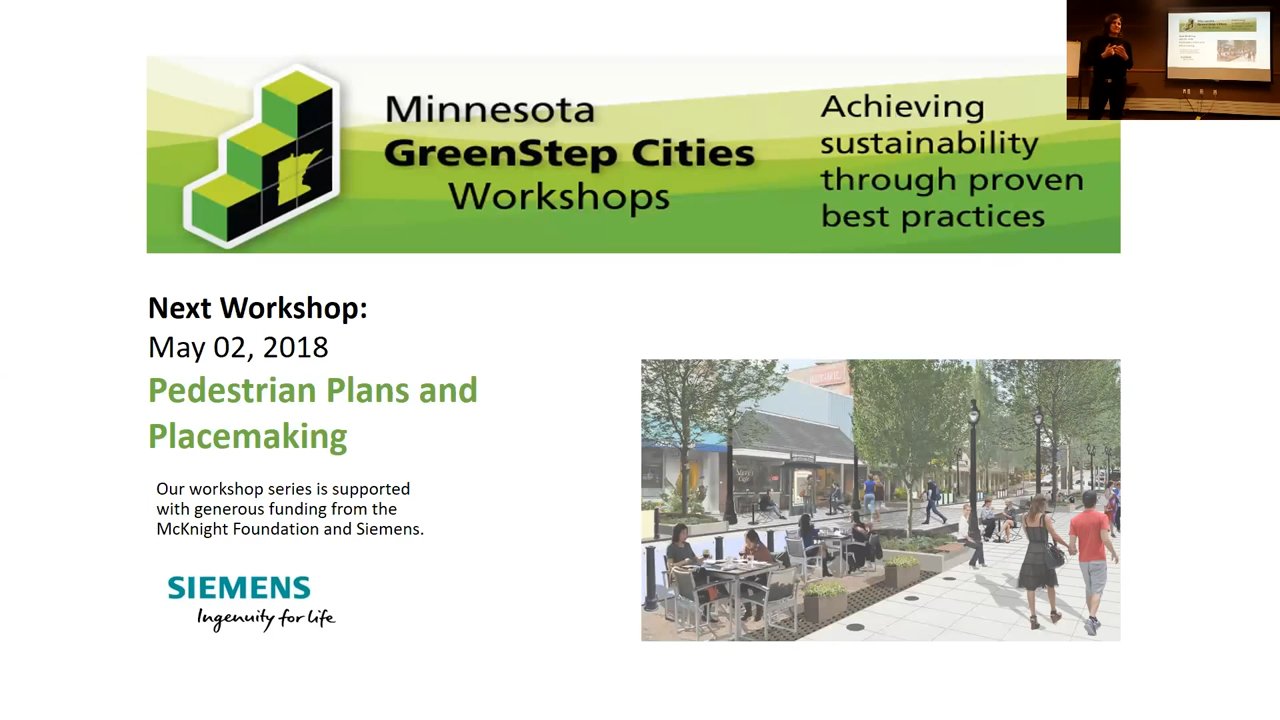 Minnesota
GreenStep Cities
Workshops
Achieving
sustainability
through proven
best practices
Next Workshop:
May 02, 2018
Pedestrian Plans and
Placemaking
Our workshop series is supported
with generous funding from the
McKnight Foundation and Siemens.
SIEMENS
Ingenuity for life